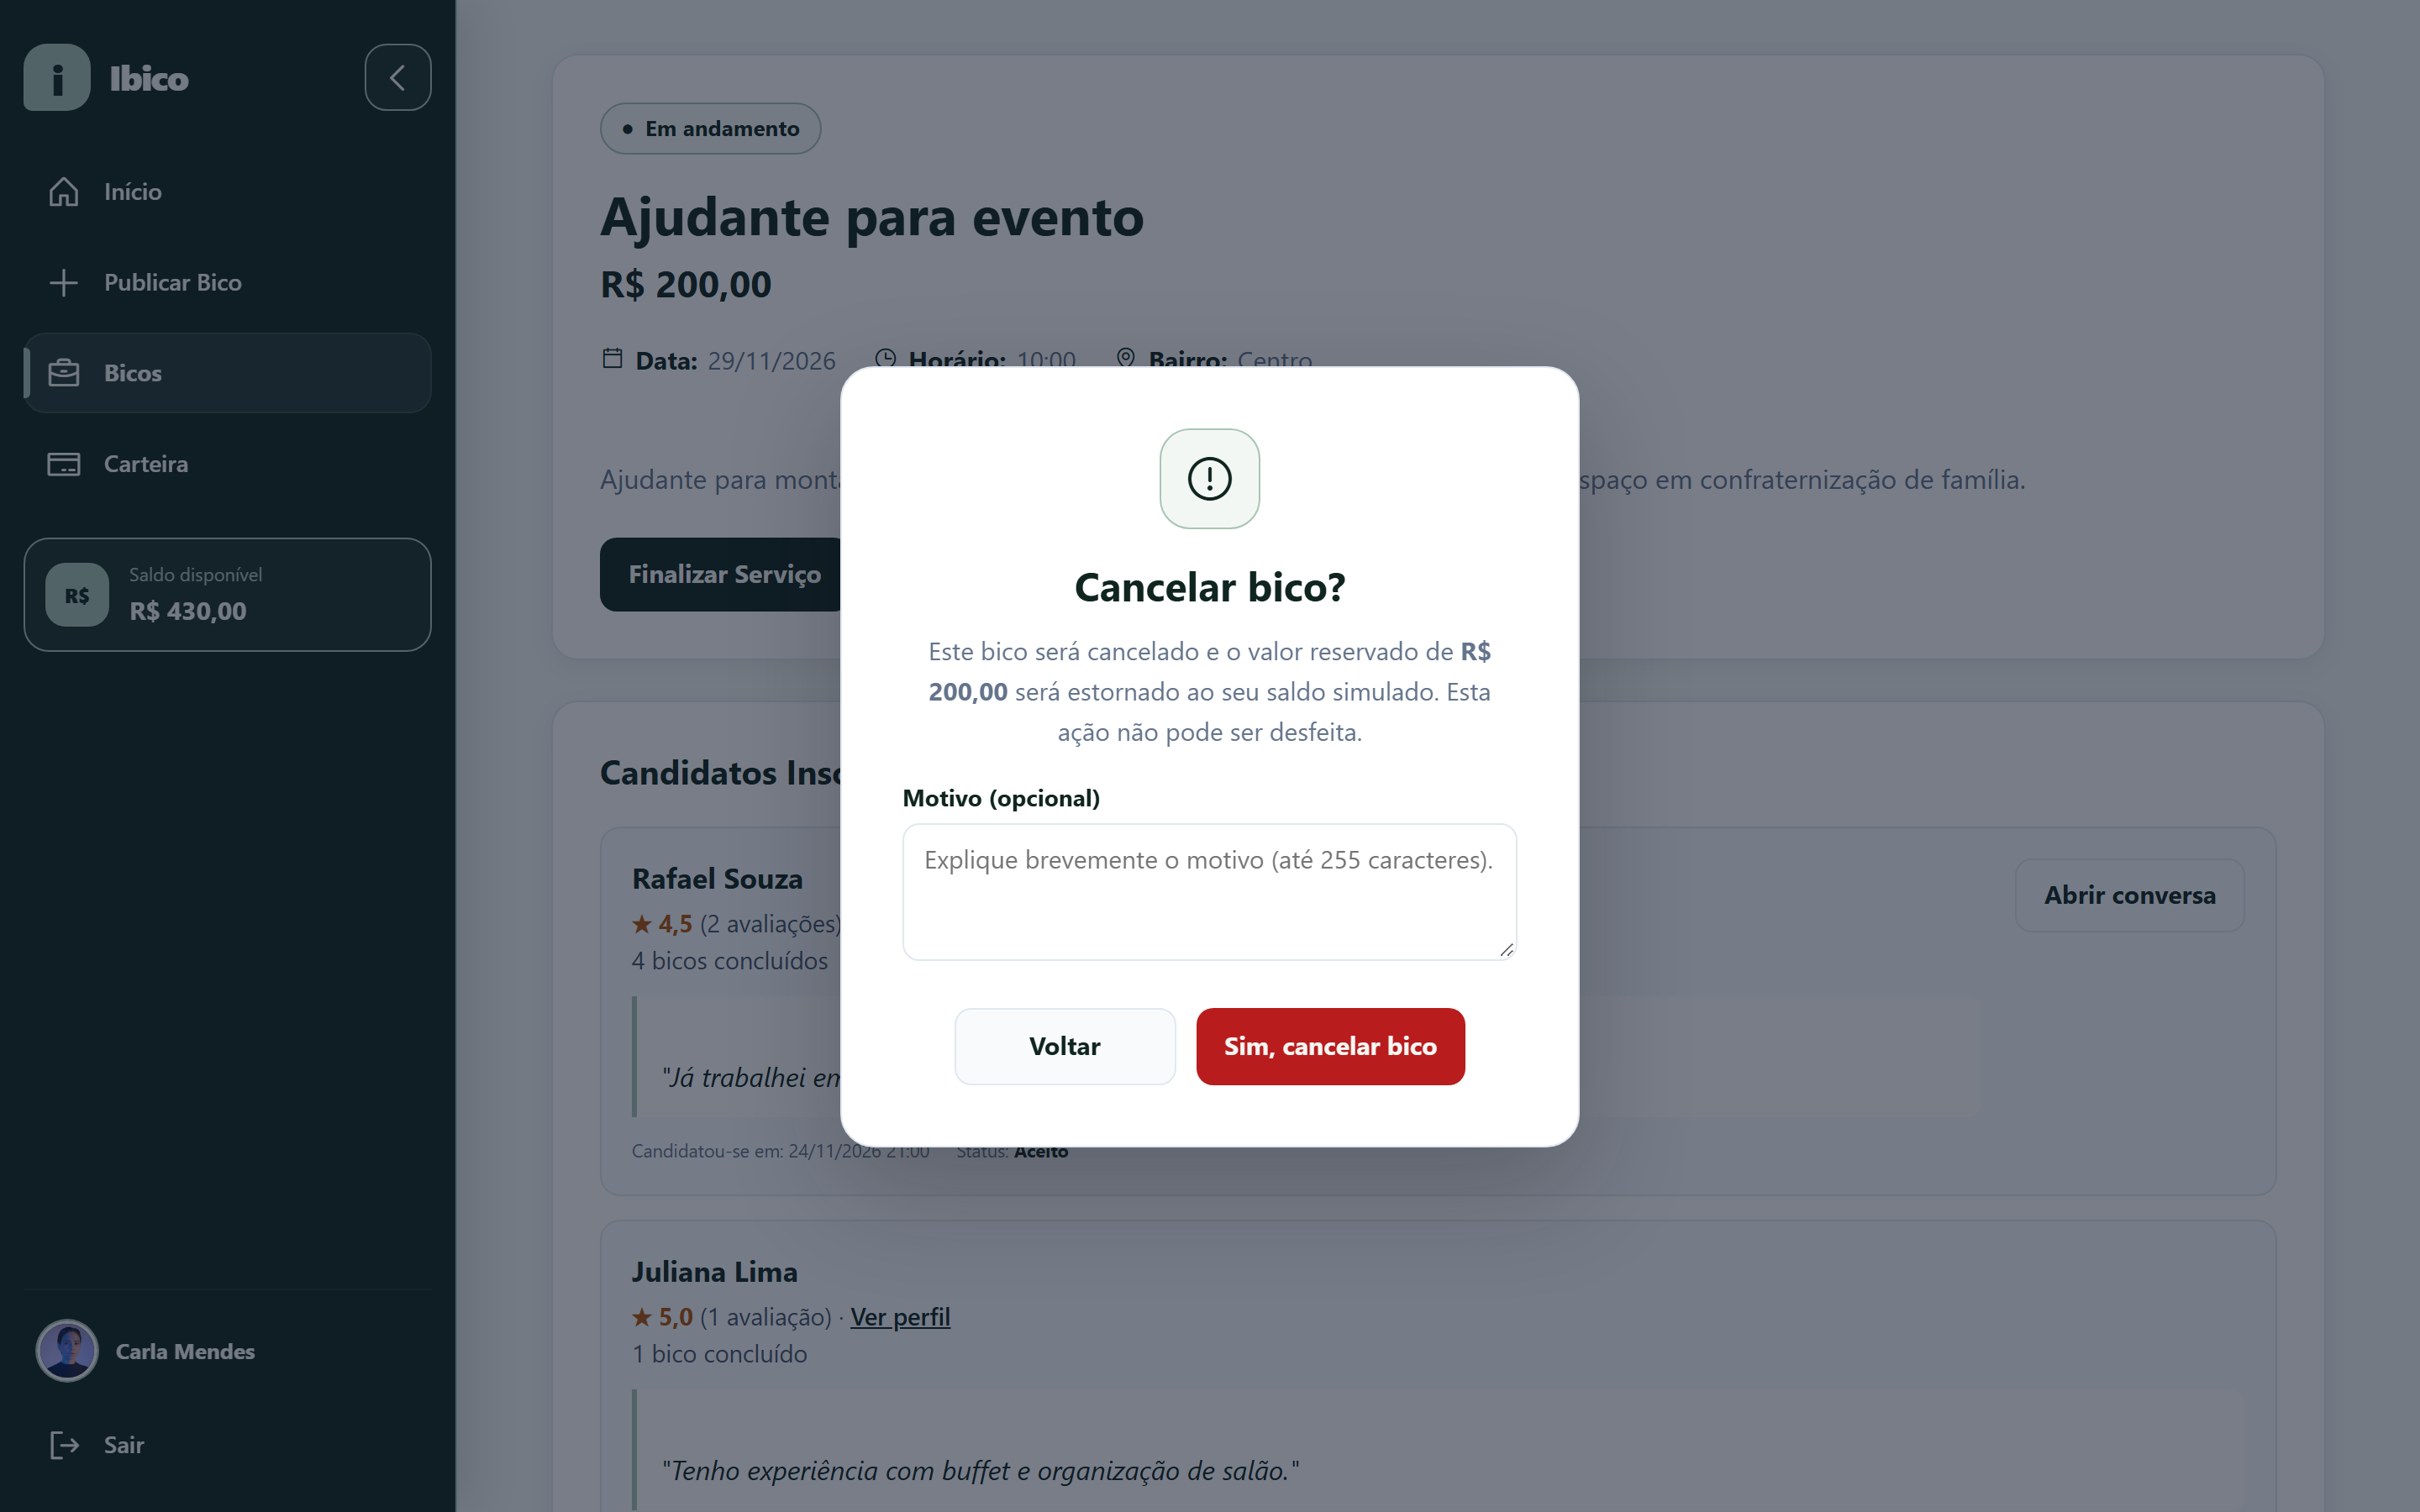 i Ibico
Início
Publicar Bico
Bicos
Carteira
R$ Saldo disponível
R$ 430,00
Carla Mendes
Sair
Em andamento
Ajudante para evento
R$ 200,00
Data: 29/11/2026 Horário: 10:00 Bairro: Centro
Ajudante para mont
spaço em confraternização de família.
Finalizar Serviço
Candidatos
Rafael Souza
★ 4,5 (2 avaliações)
4 bicos concluídos
Abrir conversa
"Já trabalhei em
Candidatou-se em: 24/11/2026 21:00 Status: Aceito
Juliana Lima
★ 5,0 (1 avaliação) · Ver perfil
1 bico concluído
"Tenho experiência com buffet e organização de salão."
Cancelar bico?
Este bico será cancelado e o valor reservado de R$
200,00 será estornado ao seu saldo simulado. Esta
ação não pode ser desfeita.
Motivo (opcional)
Explique brevemente o motivo (até 255 caracteres).
Voltar
Sim, cancelar bico